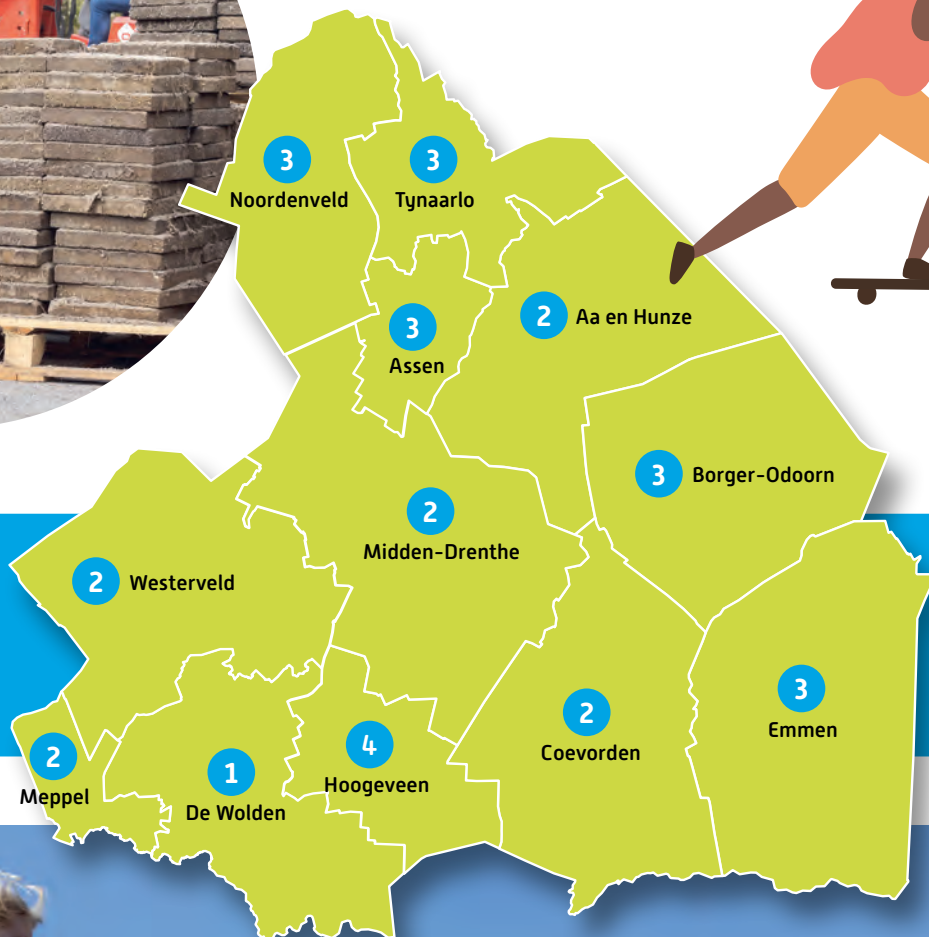 3
Noordenveld
3
Tynaarlo
3
Assen
2 Aa en Hunze
3 Borger-Odoorn
2
Midden-Drenthe
2 Westerveld
2
Meppel
1
De Wolden
4
Hoogeveen
2
Coevorden
3
Emmen